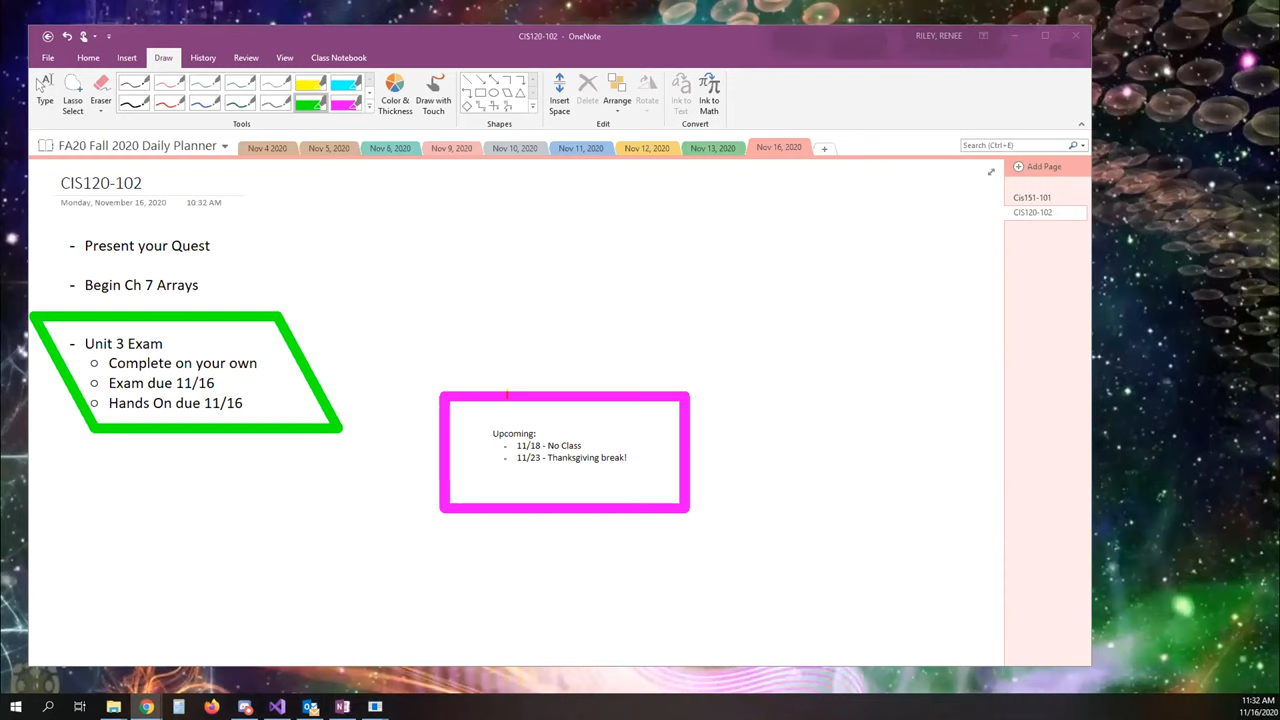 CIS120-102 - OneNote
RILEY, RENEE
File Home Insert Draw History Review View Class Notebook
Type
Lasso Select
Eraser
Color & Thickness
Draw with Touch
Insert Space
Delete
Arrange
Rotate
Ink to Text
Ink to Math
Tools Shapes Edit Convert
FA20 Fall 2020 Daily Planner
Nov 4 2020 Nov 5, 2020 Nov 6, 2020 Nov 9, 2020 Nov 10, 2020 Nov 11, 2020 Nov 12, 2020 Nov 13, 2020 Nov 16, 2020
Search (Ctrl+E)
Add Page
Cis151-101
CIS120-102
CIS120-102
Monday, November 16, 2020 10:32 AM
- Present your Quest
- Begin Ch 7 Arrays
- Unit 3 Exam
o Complete on your own
o Exam due 11/16
o Hands On due 11/16
Upcoming:
- 11/18 - No Class
- 11/23 - Thanksgiving break!
11:32 AM
11/16/2020